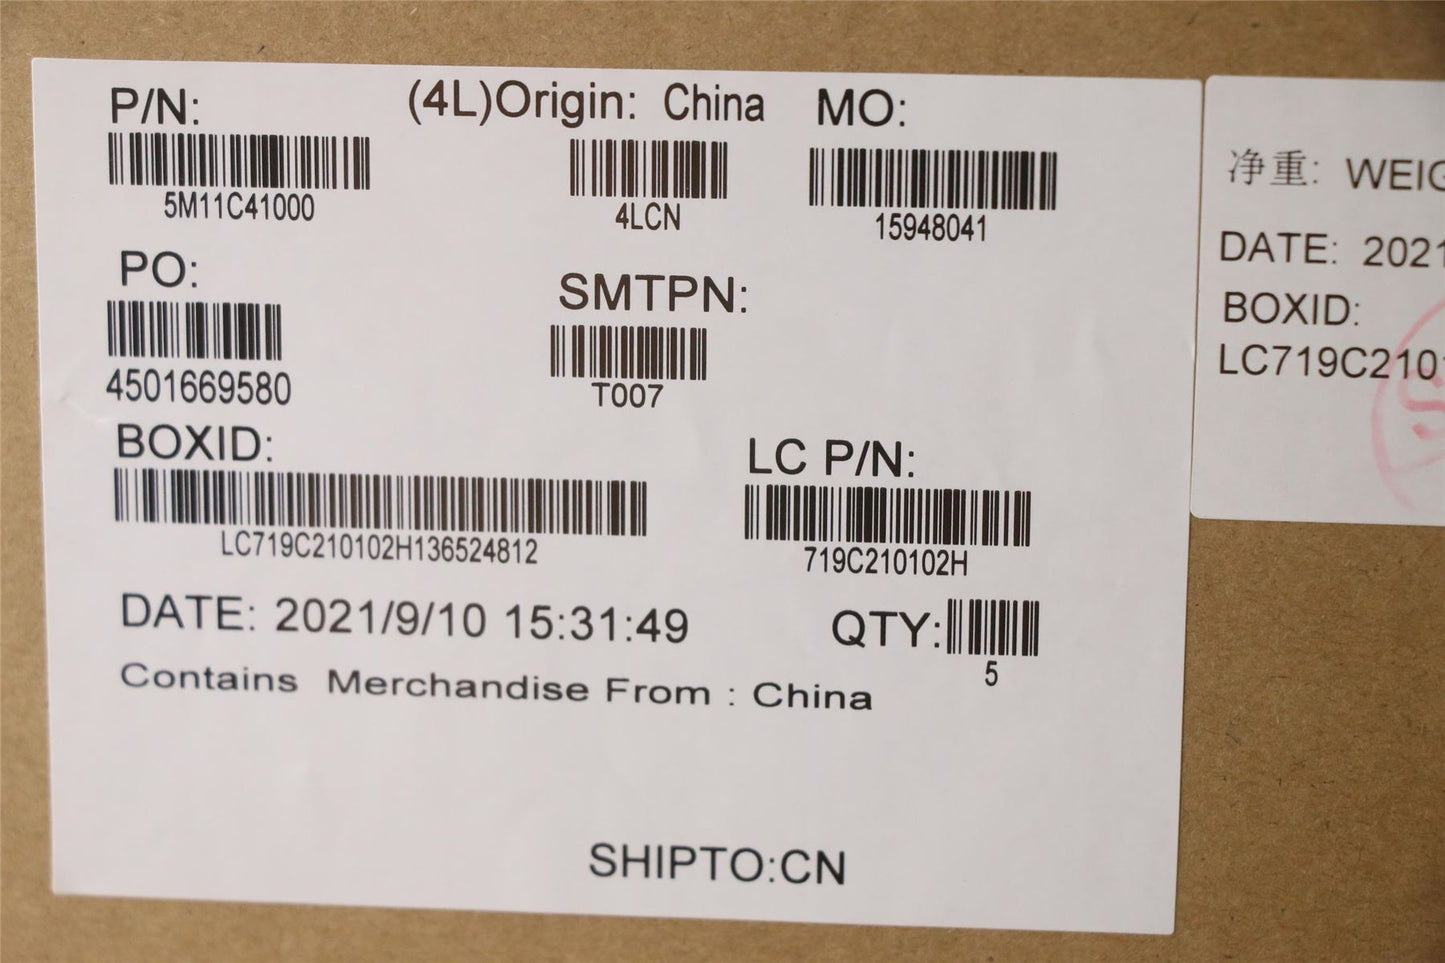 P/N:
(4L)Origin: China
MO:
5M11C41000
4LCN
15948041
PO:
SMTPN:
4501669580
T007
BOXID:
LC P/N:
LC719C210102H136524812
719C210102H
DATE: 2021/9/10 15:31:49
QTY:
5
Contains Merchandise From : China
SHIPTO:CN
净重: WEIG
DATE: 2021
BOXID:
LC719C210